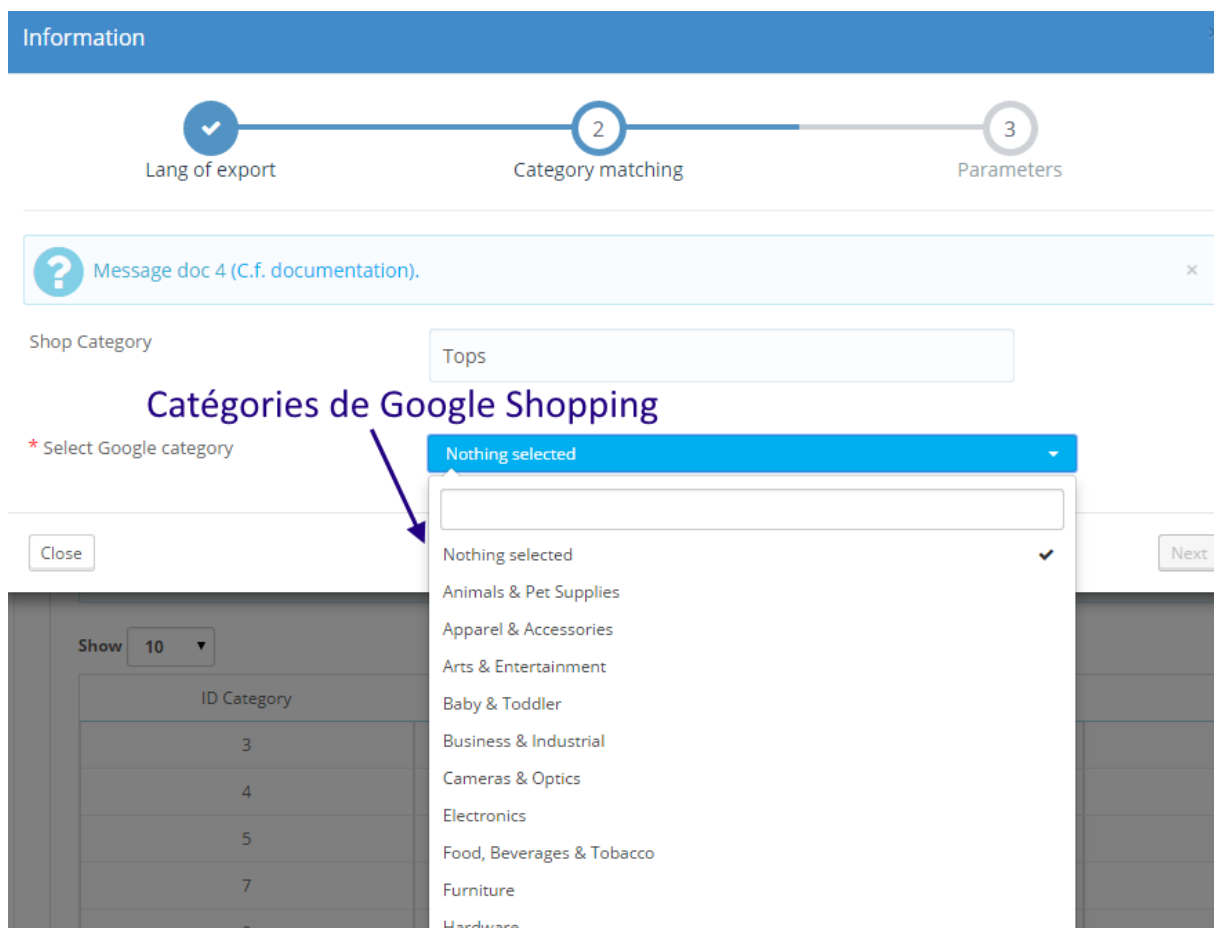 Information
2
3
Lang of export
Category matching
Parameters
Message doc 4 (C.f. documentation).
Shop Category
Tops
Catégories de Google Shopping
* Select Google category
Nothing selected
Close
Nothing selected
Next
Animals & Pet Supplies
Apparel & Accessories
Show 10
Arts & Entertainment
ID Category
Baby & Toddler
3
Business & Industrial
4
Cameras & Optics
Electronics
5
Food, Beverages & Tobacco
7
Furniture
Hardware